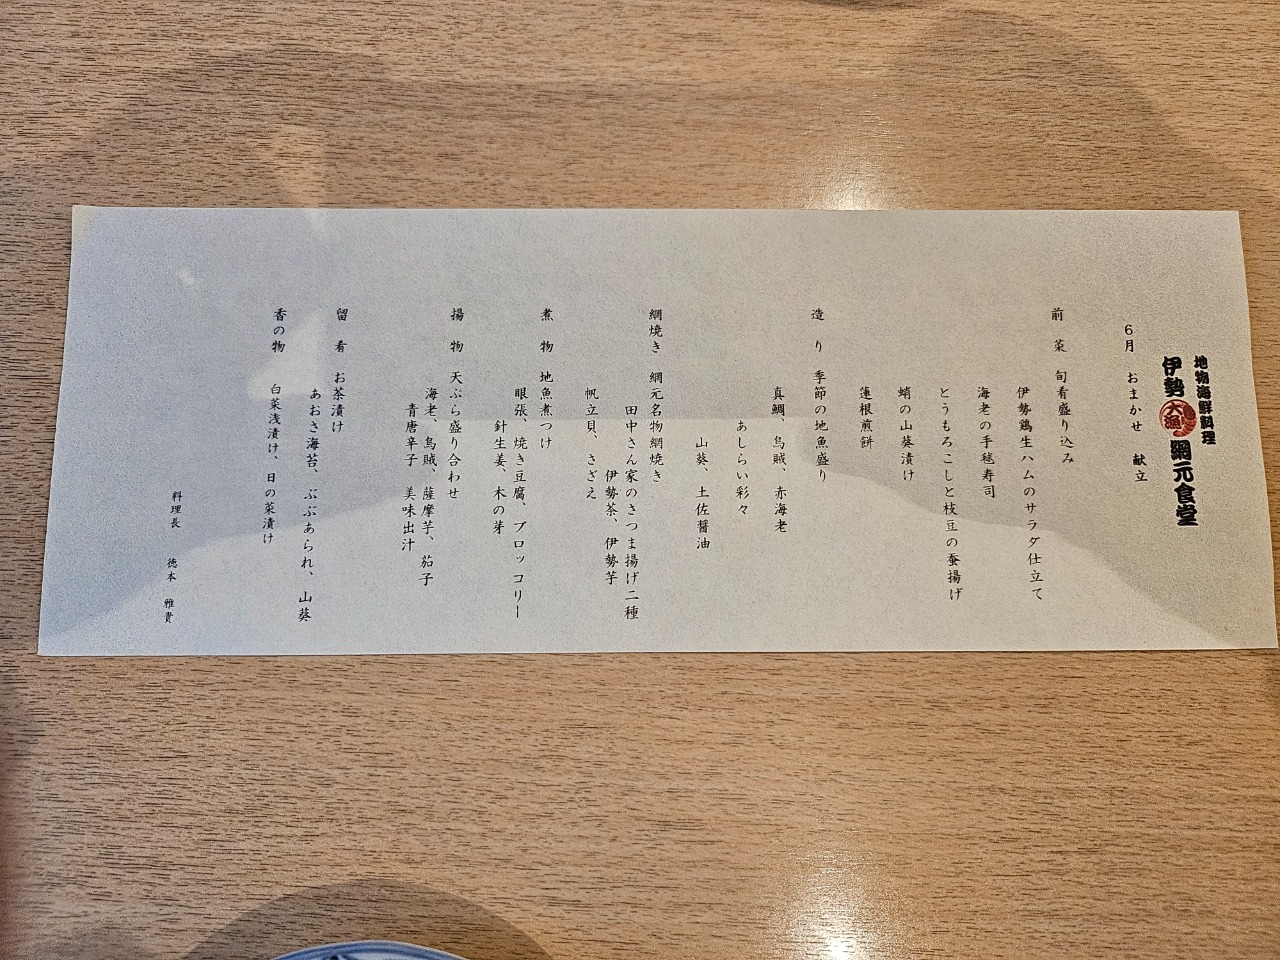 地物海鮮料理
伊勢 大漁 網元食堂
6月 おまかせ 献立
前菜 旬肴盛り込み
伊勢鶏生ハムのサラダ仕立て
海老の手毬寿司
とうもろこしと枝豆の蚕揚げ
蛸の山葵漬け
蓮根煎餅
造り 季節の地魚盛り
真鯛、烏賊、赤海老
あしらい彩々
山葵、土佐醤油
網焼き 網元名物網焼き
田中さん家のさつま揚げ二種
伊勢茶、伊勢芋
帆立貝、さざえ
煮物 地魚煮つけ
眼張、焼き豆腐、ブロッコリー
針生姜、木の芽
揚物 天ぷら盛り合わせ
海老、烏賊、薩摩芋、茄子
青唐辛子 美味出汁
留肴 お茶漬け
あおさ海苔、ぶぶあられ、山葵
香の物 白菜浅漬け、日の菜漬け
料理長 徳本 雅貴